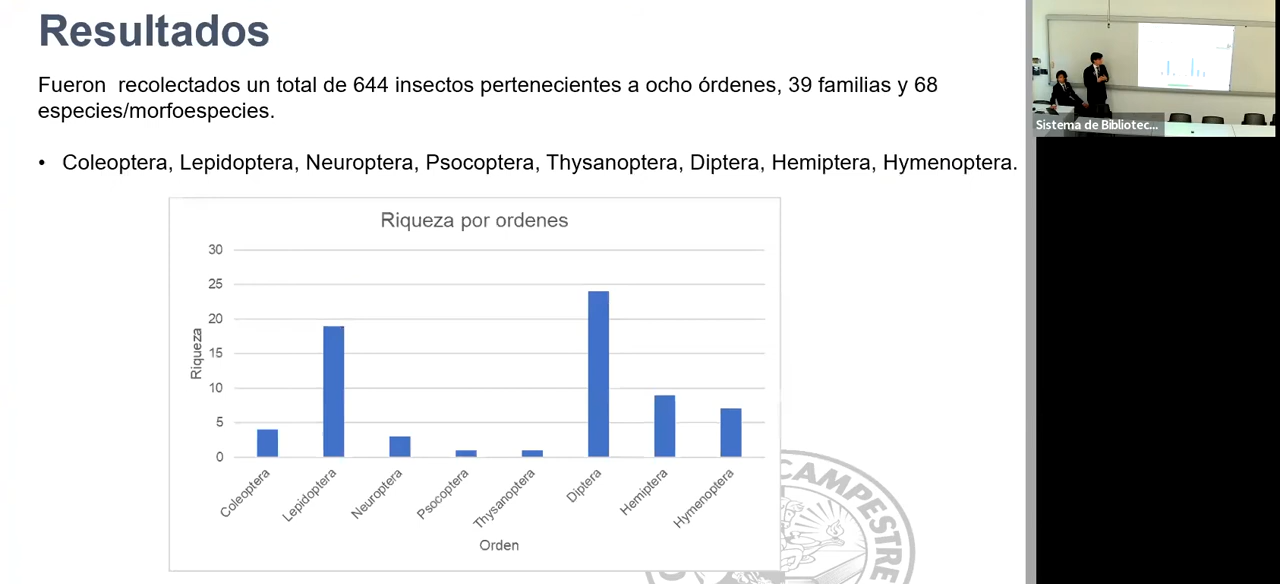 Resultados
Fueron recolectados un total de 644 insectos pertenecientes a ocho órdenes, 39 familias y 68
especies/morfoespecies.
• Coleoptera, Lepidoptera, Neuroptera, Psocoptera, Thysanoptera, Diptera, Hemiptera, Hymenoptera.
Riqueza por ordenes
30
25
20
15
10
5
0
Riqueza
Coleoptera
Lepidoptera
Neuroptera
Psocoptera
Thysanoptera
Diptera
Hemiptera
Hymenoptera
Orden
CAMPESTRE
Sistema de Bibliotec...